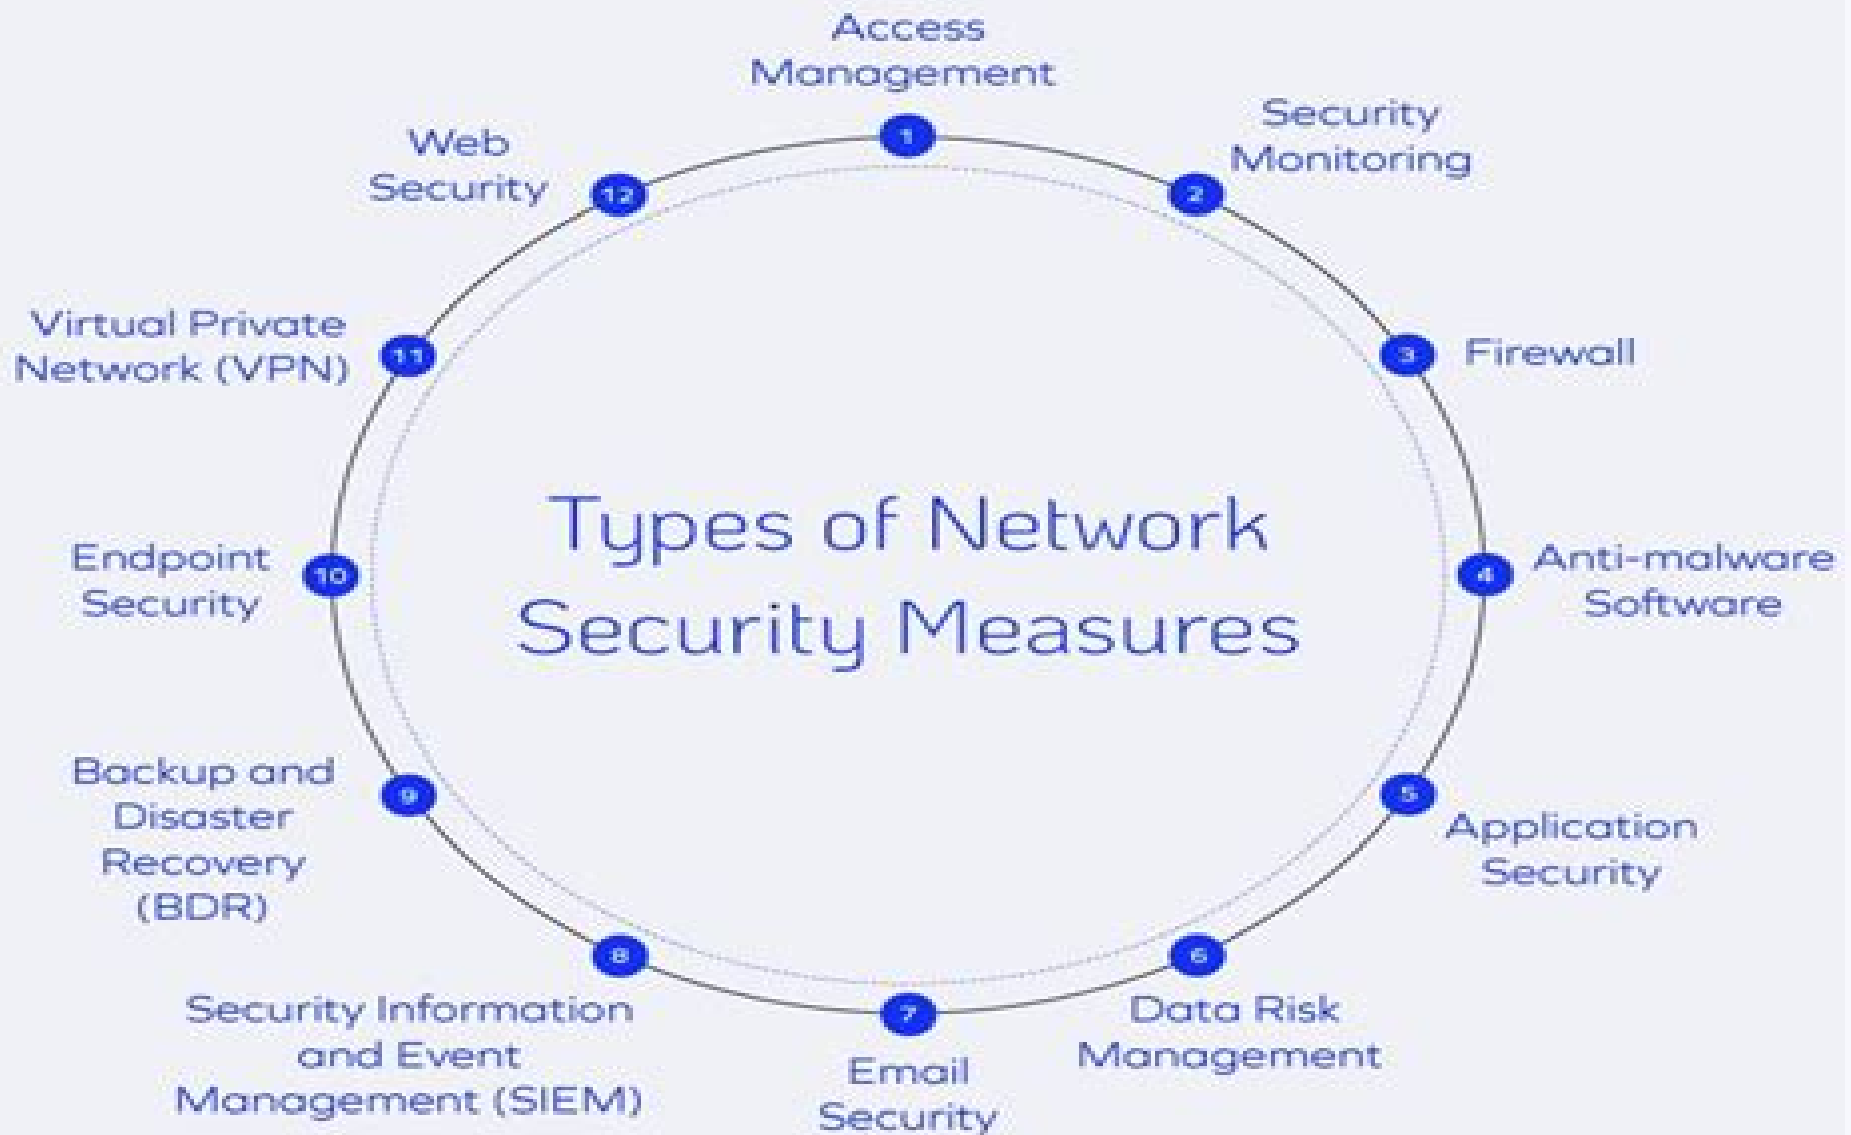 Types of Network
Security Measures
1
Access
Management
2
Security
Monitoring
3
Firewall
4
Anti-malware
Software
5
Application
Security
6
Data Risk
Management
7
Email
Security
8
Security Information
and Event
Management (SIEM)
9
Backup and
Disaster
Recovery
(BDR)
10
Endpoint
Security
11
Virtual Private
Network (VPN)
12
Web
Security